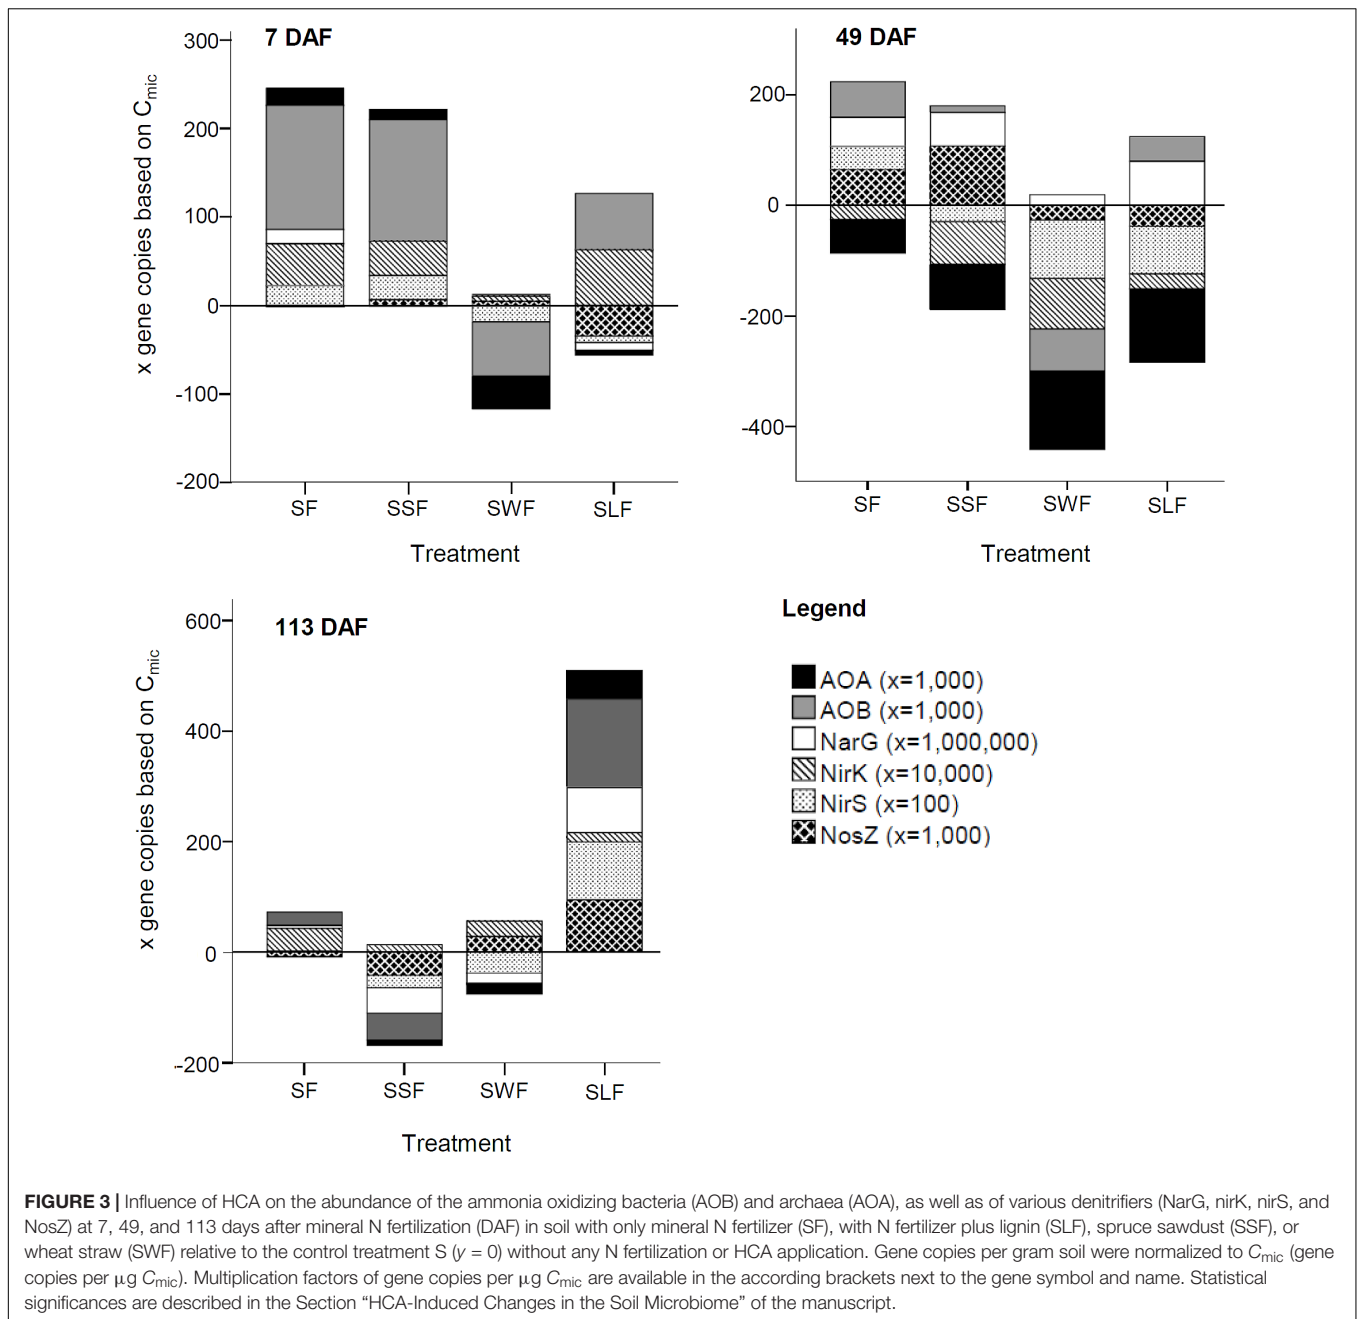 7 DAF
x gene copies based on Cmic
300
200
100
0
-100
-200
SF
SSF
SWF
SLF
Treatment
49 DAF
200
0
-200
-400
SF
SSF
SWF
SLF
Treatment
113 DAF
x gene copies based on Cmic
600
400
200
0
-200
SF
SSF
SWF
SLF
Treatment
Legend
AOA (x=1,000)
AOB (x=1,000)
NarG (x=1,000,000)
NirK (x=10,000)
NirS (x=100)
NosZ (x=1,000)
FIGURE 3 | Influence of HCA on the abundance of the ammonia oxidizing bacteria (AOB) and archaea (AOA), as well as of various denitrifiers (NarG, nirK, nirS, and
NosZ) at 7, 49, and 113 days after mineral N fertilization (DAF) in soil with only mineral N fertilizer (SF), with N fertilizer plus lignin (SLF), spruce sawdust (SSF), or
wheat straw (SWF) relative to the control treatment S (y = 0) without any N fertilization or HCA application. Gene copies per gram soil were normalized to Cmic (gene
copies per μg Cmic). Multiplication factors of gene copies per μg Cmic are available in the according brackets next to the gene symbol and name. Statistical
significances are described in the Section “HCA-Induced Changes in the Soil Microbiome” of the manuscript.